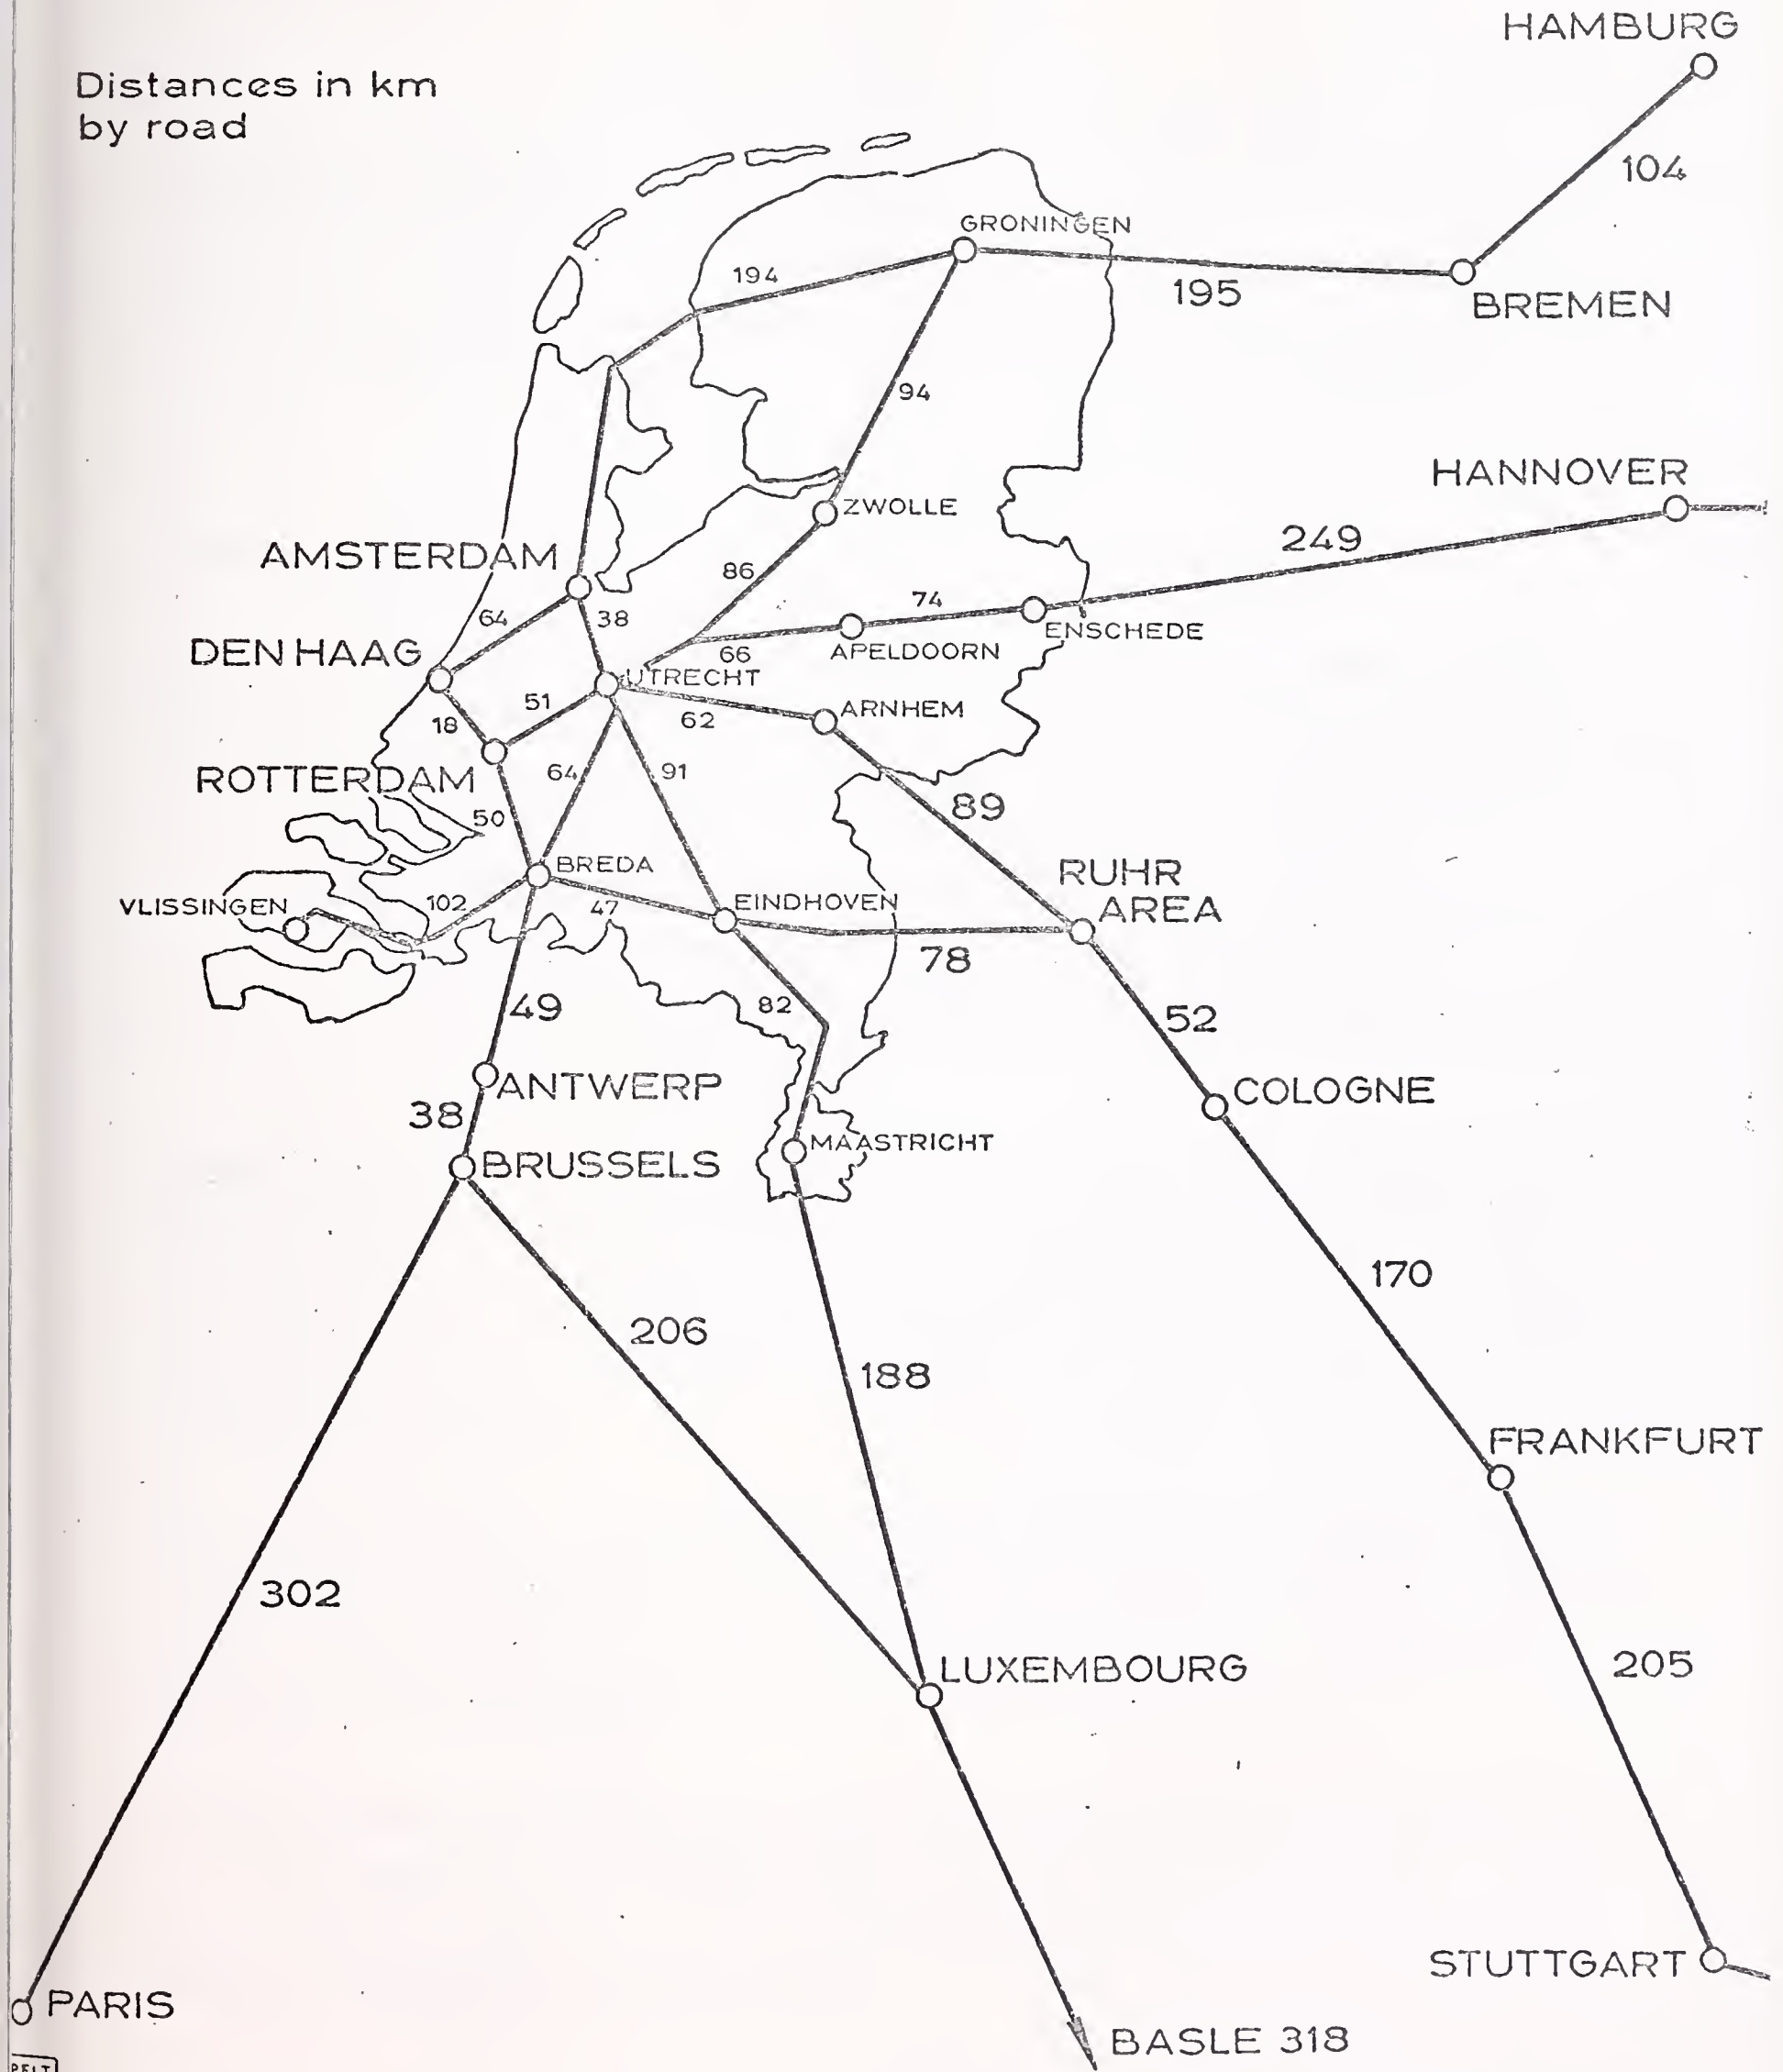 HAMBURG
Distances in km
by road
104
GRONINGEN
194
195
BREMEN
94
HANNOVER
ZWOLLE
249
AMSTERDAM
86
74
64
38
ENSCHEDE
DEN HAAG
66
APELDOORN
UTRECHT
51
ARNHEM
18
62
ROTTERDAM
64
91
89
50
BREDA
RUHR
AREA
VLISSINGEN
102
47
EINDHOVEN
78
49
82
52
ANTWERP
COLOGNE
38
MAASTRICHT
BRUSSELS
170
206
188
FRANKFURT
302
LUXEMBOURG
205
STUTTGART
PARIS
BASLE 318
PELT